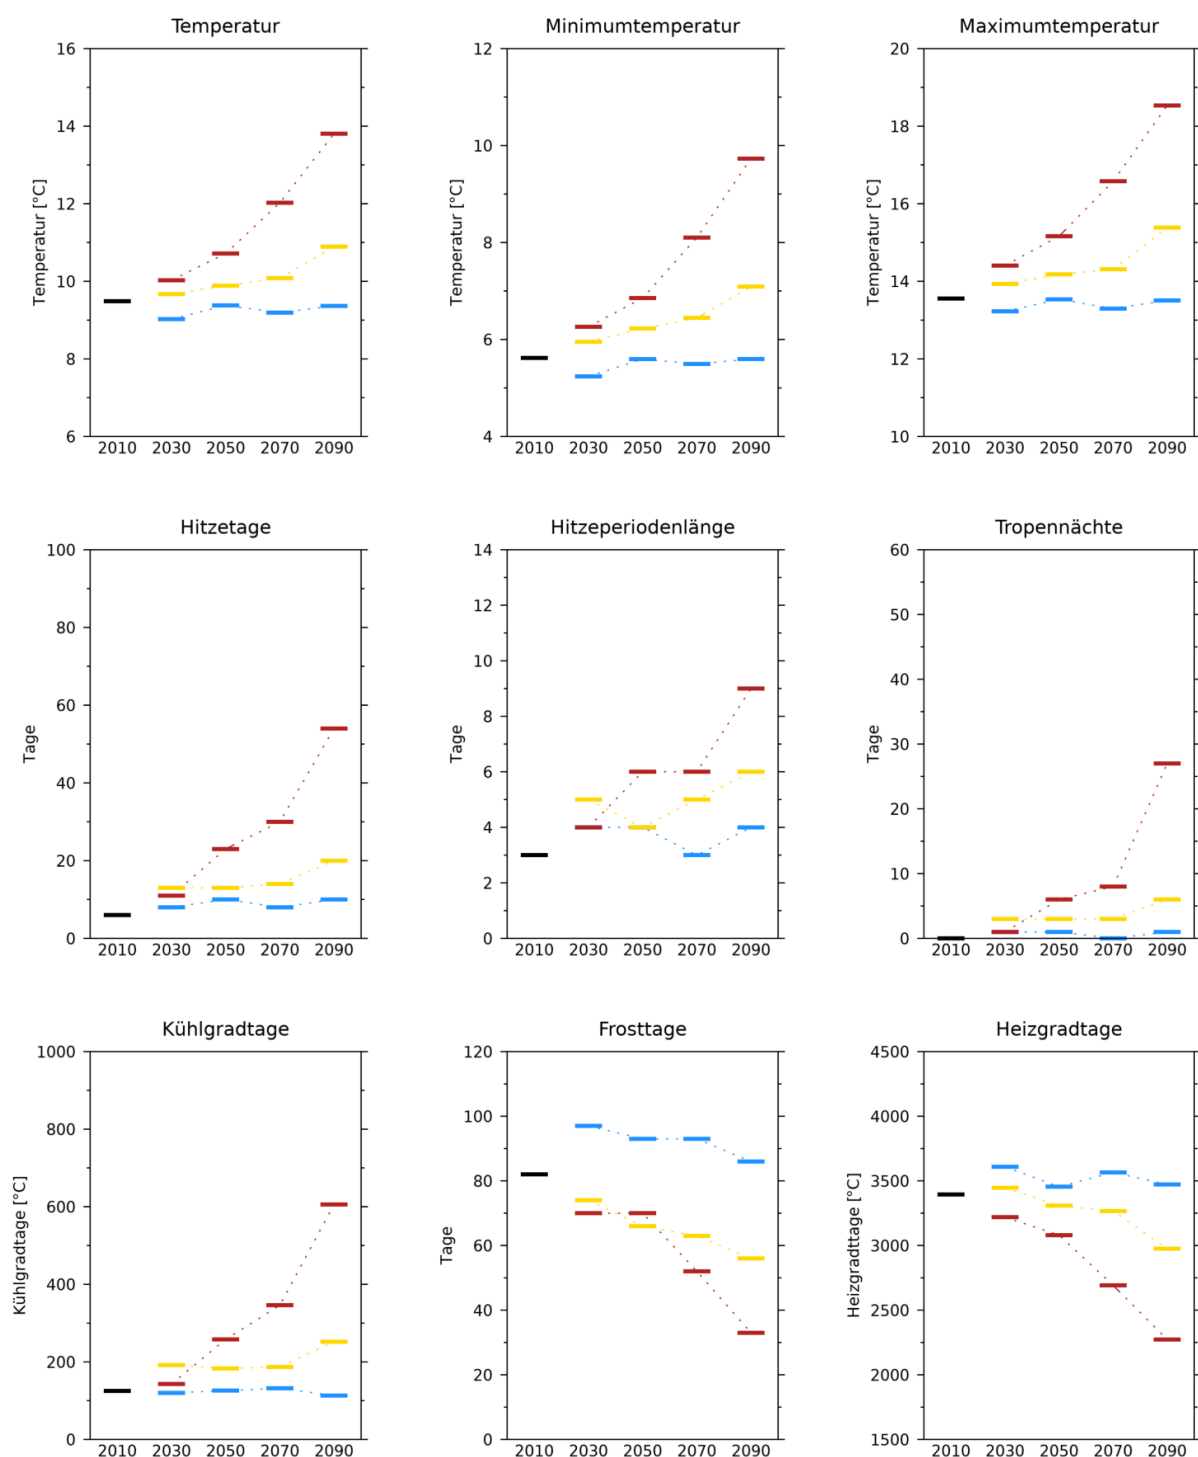 Temperatur
Temperatur [°C]
16
14
12
10
8
6
2010 2030 2050 2070 2090
Minimumtemperatur
Temperatur [°C]
12
10
8
6
4
2010 2030 2050 2070 2090
Maximumtemperatur
Temperatur [°C]
20
18
16
14
12
10
2010 2030 2050 2070 2090
Hitzetage
Tage
100
80
60
40
20
0
2010 2030 2050 2070 2090
Hitzeperiodenlänge
Tage
14
12
10
8
6
4
2
0
2010 2030 2050 2070 2090
Tropennächte
Tage
60
50
40
30
20
10
0
2010 2030 2050 2070 2090
Kühlgradtage
Kühlgradtage [°C]
1000
800
600
400
200
0
2010 2030 2050 2070 2090
Frosttage
Tage
120
100
80
60
40
20
0
2010 2030 2050 2070 2090
Heizgradtage
Heizgradttage [°C]
4500
4000
3500
3000
2500
2000
1500
2010 2030 2050 2070 2090